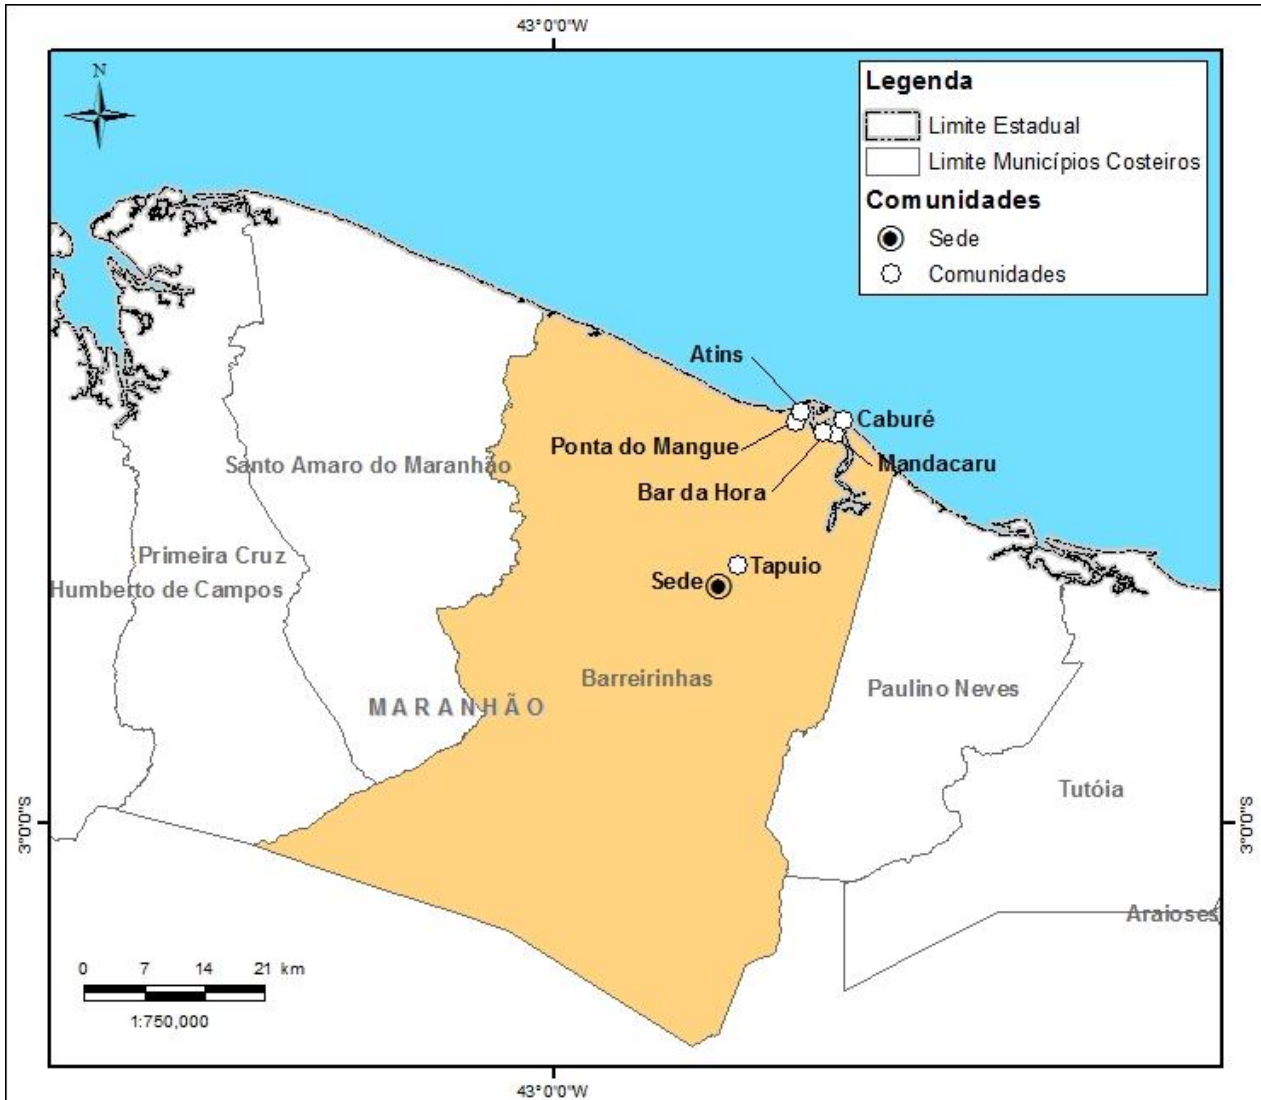 43°0'0"W
N
Legenda
Limite Estadual
Limite Municípios Costeiros
Comunidades
Sede
Comunidades
Atins
Caburé
Ponta do Mangue
Mandacaru
Santo Amaro do Maranhão
Bar da Hora
Primeira Cruz
Tapuio
Humberto de Campos
Sede
Barreirinhas
Paulino Neves
MARANHÃO
Tutóia
3°0'0"S
3°0'0"S
Araioses
0 7 14 21 km
1:750,000
43°0'0"W